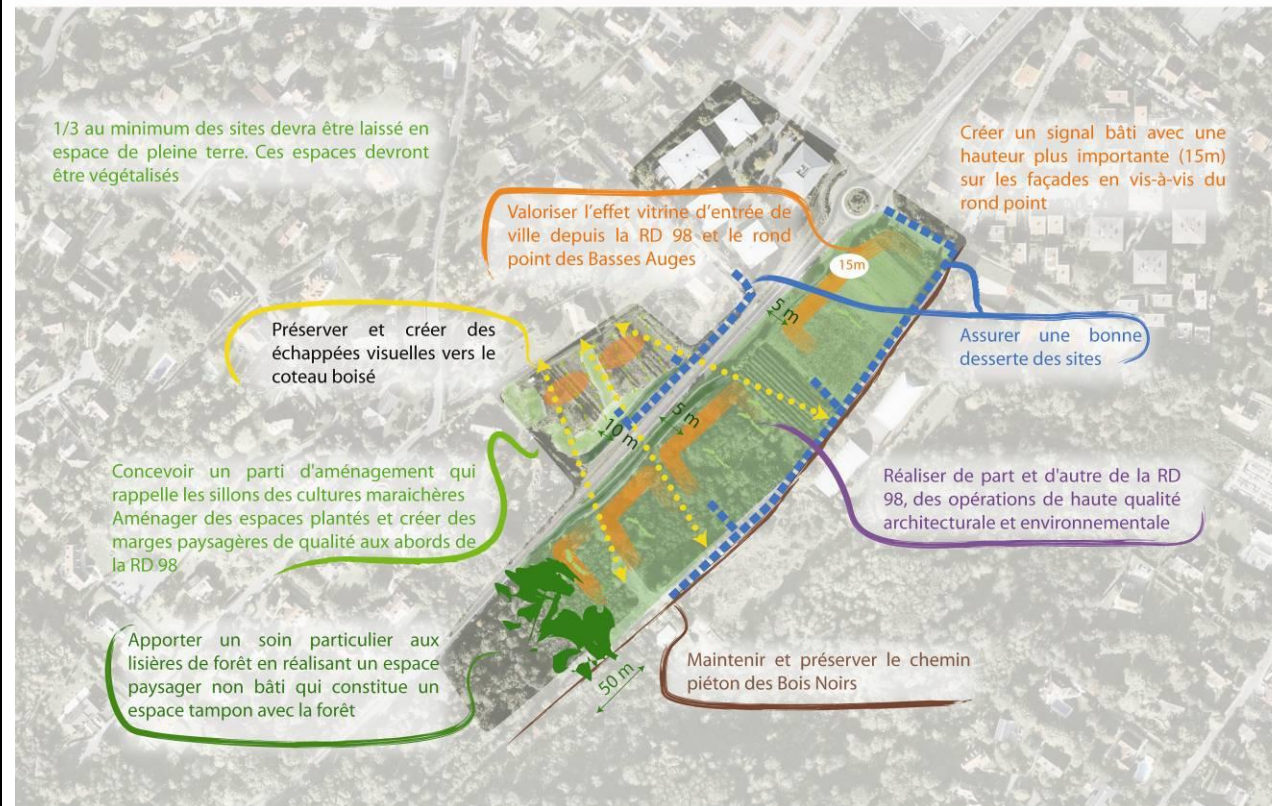 1/3 au minimum des sites devra être laissé en
espace de pleine terre. Ces espaces devront
être végétalisés
Créer un signal bâti avec une
hauteur plus importante (15m)
sur les façades en vis-à-vis du
rond point
Valoriser l'effet vitrine d'entrée de
ville depuis la RD 98 et le rond
point des Basses Auges
15m
5 m
Préserver et créer des
échappées visuelles vers le
coteau boisé
Assurer une bonne
desserte des sites
5 m
10 m
Concevoir un parti d'aménagement qui
rappelle les sillons des cultures maraichères
Aménager des espaces plantés et créer des
marges paysagères de qualité aux abords de
la RD 98
Réaliser de part et d'autre de la RD
98, des opérations de haute qualité
architecturale et environnementale
Apporter un soin particulier aux
lisières de forêt en réalisant un espace
paysager non bâti qui constitue un
espace tampon avec la forêt
Maintenir et préserver le chemin
piéton des Bois Noirs
50 m